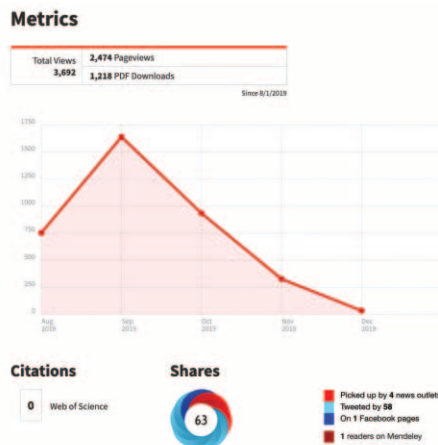 Metrics
Total Views
3,692
2,474 Pageviews
1,218 PDF Downloads
Since 8/1/2019
1750
1500
1250
1000
750
500
250
0
Aug
2019
Sep
2019
Oct
2019
Nov
2019
Dec
2019
Citations
0 Web of Science
Shares
63
Picked up by 4 news outlet
Tweeted by 58
On 1 Facebook pages
1 readers on Mendeley